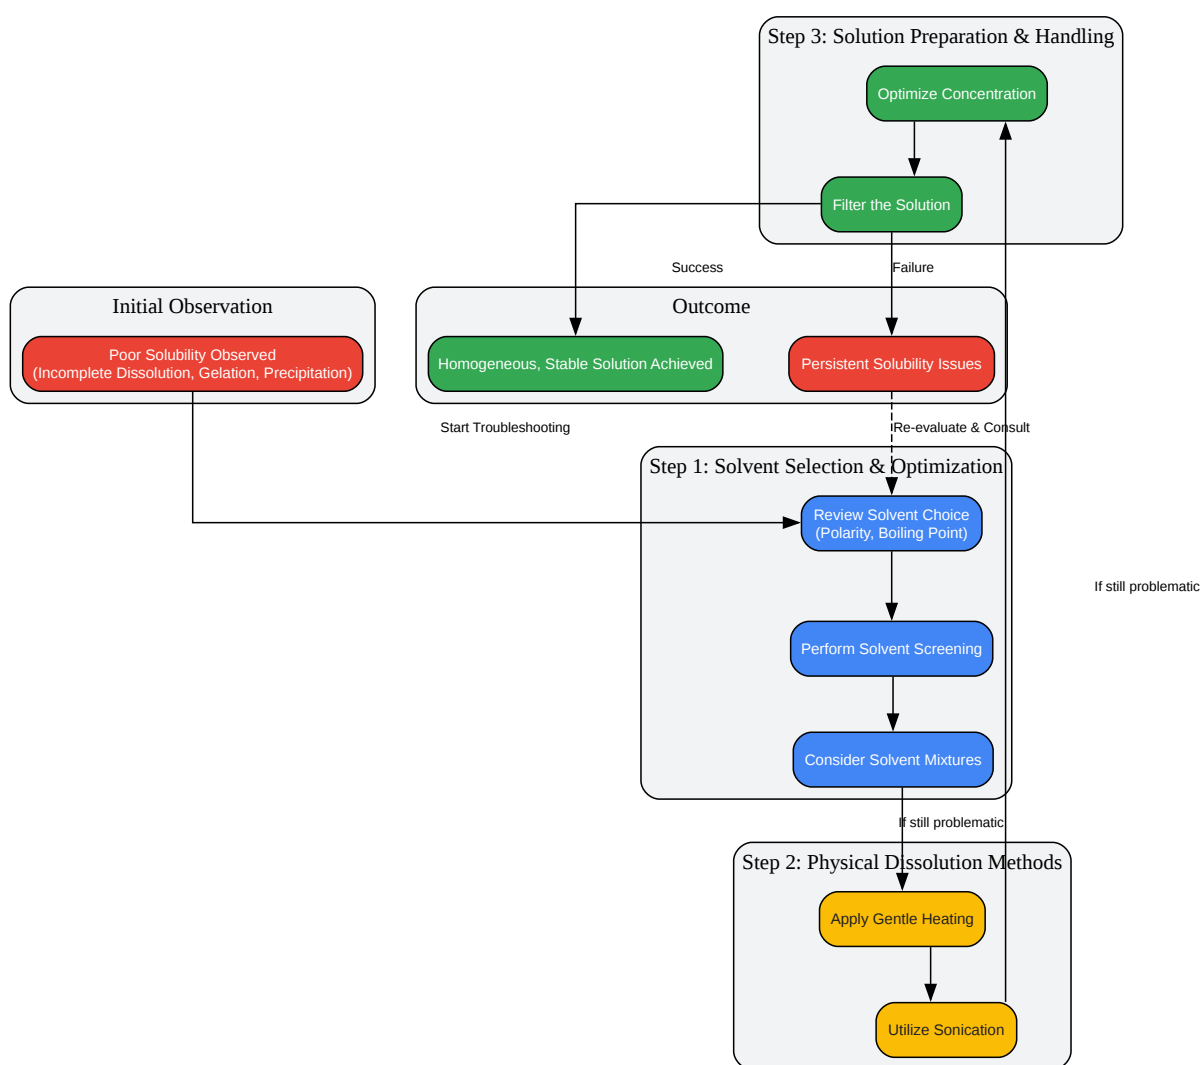 Step 3: Solution Preparation & Handling
Optimize Concentration
Filter the Solution
Success
Failure
Initial Observation
Poor Solubility Observed
(Incomplete Dissolution, Gelation, Precipitation)
Outcome
Homogeneous, Stable Solution Achieved
Persistent Solubility Issues
Start Troubleshooting
Re-evaluate & Consult
Step 1: Solvent Selection & Optimization
Review Solvent Choice
(Polarity, Boiling Point)
If still problematic
Perform Solvent Screening
Consider Solvent Mixtures
If still problematic
Step 2: Physical Dissolution Methods
Apply Gentle Heating
Utilize Sonication